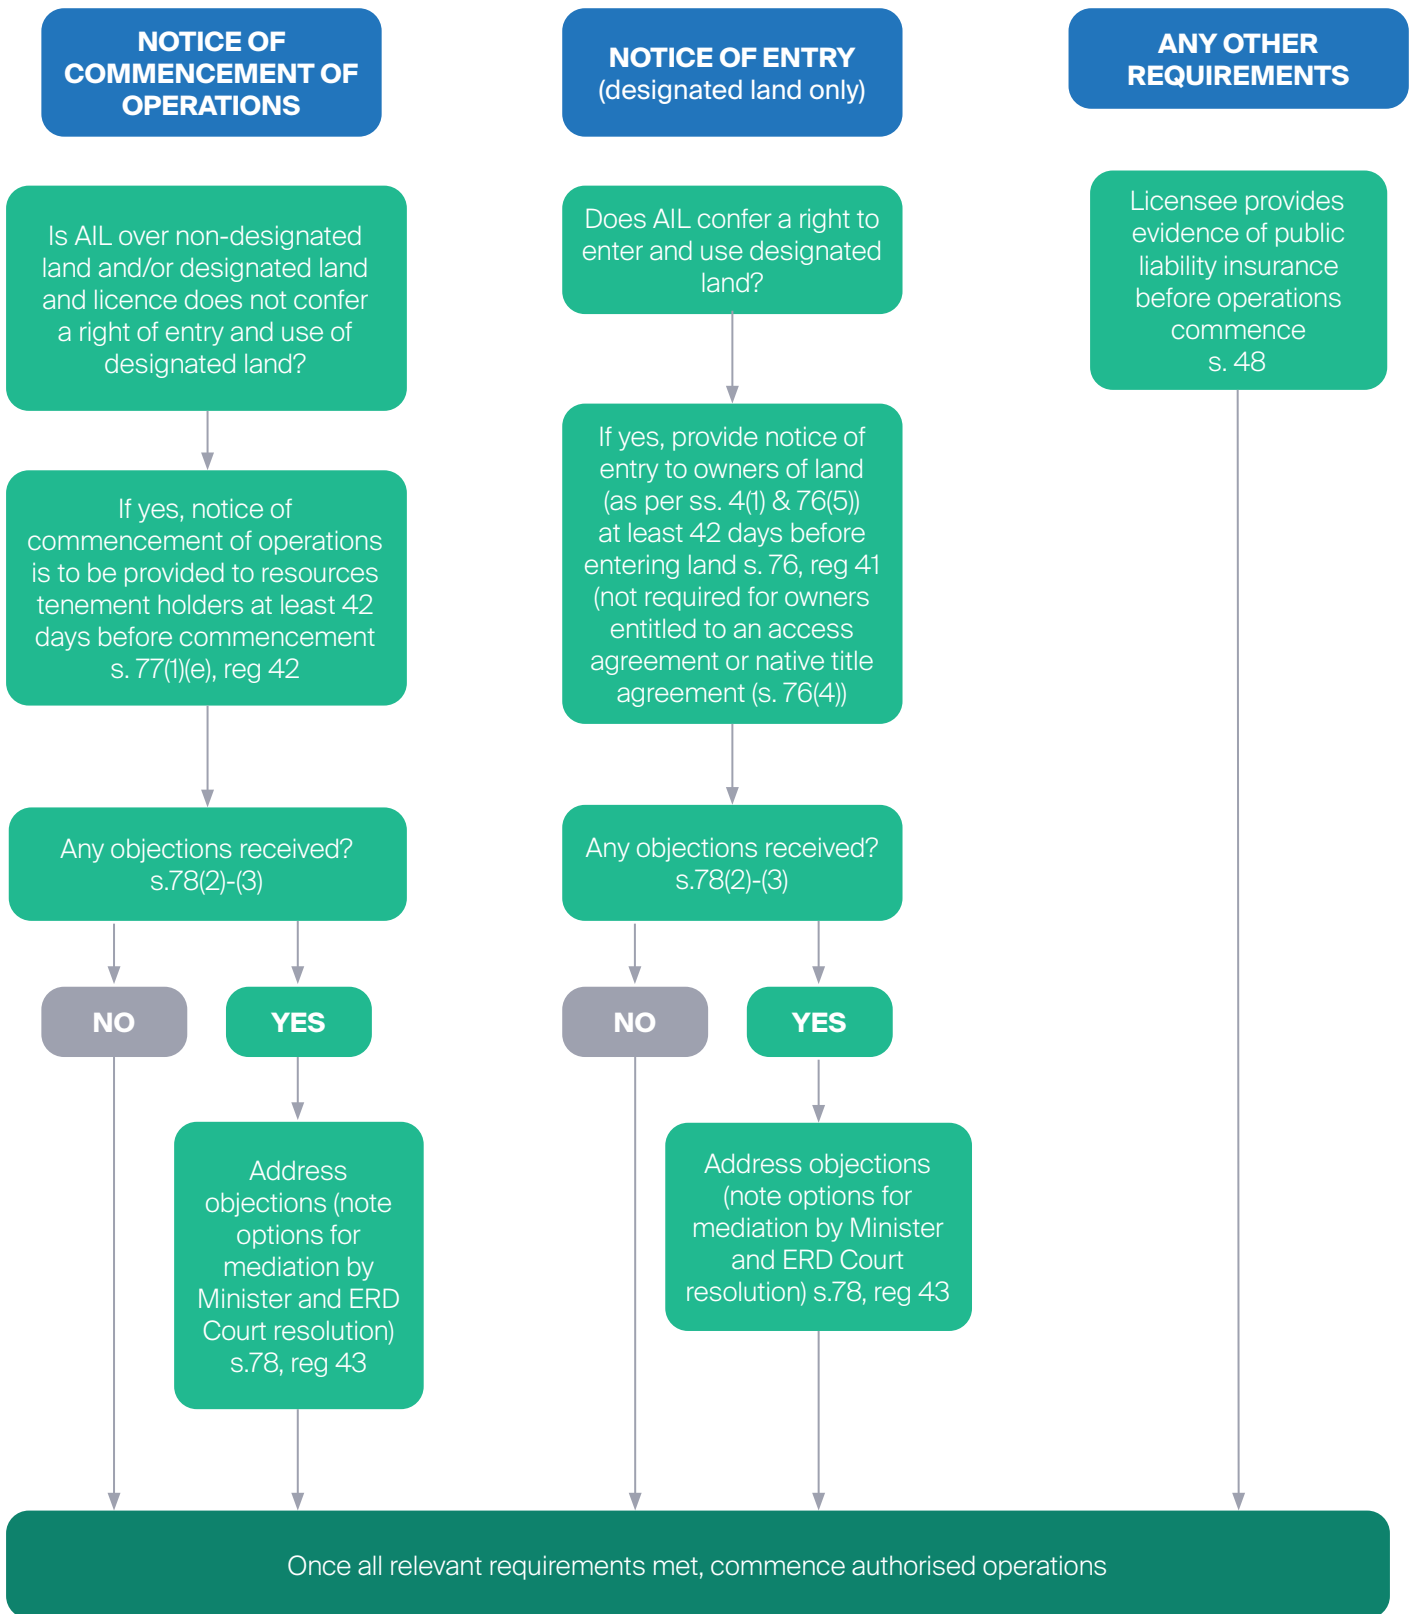 NOTICE OF
COMMENCEMENT OF
OPERATIONS
Is AIL over non-designated
land and/or designated land
and licence does not confer
a right of entry and use of
designated land?
If yes, notice of
commencement of operations
is to be provided to resources
tenement holders at least 42
days before commencement
s. 77(1)(e), reg 42
Any objections received?
s.78(2)-(3)
NO
YES
Address
objections (note
options for
mediation by
Minister and ERD
Court resolution)
s.78, reg 43
NOTICE OF ENTRY
(designated land only)
Does AIL confer a right to
enter and use designated
land?
If yes, provide notice of
entry to owners of land
(as per ss. 4(1) & 76(5))
at least 42 days before
entering land s. 76, reg 41
(not required for owners
entitled to an access
agreement or native title
agreement (s. 76(4))
Any objections received?
s.78(2)-(3)
NO
YES
Address objections
(note options for
mediation by Minister
and ERD Court
resolution) s.78, reg 43
ANY OTHER
REQUIREMENTS
Licensee provides
evidence of public
liability insurance
before operations
commence
s. 48
Once all relevant requirements met, commence authorised operations